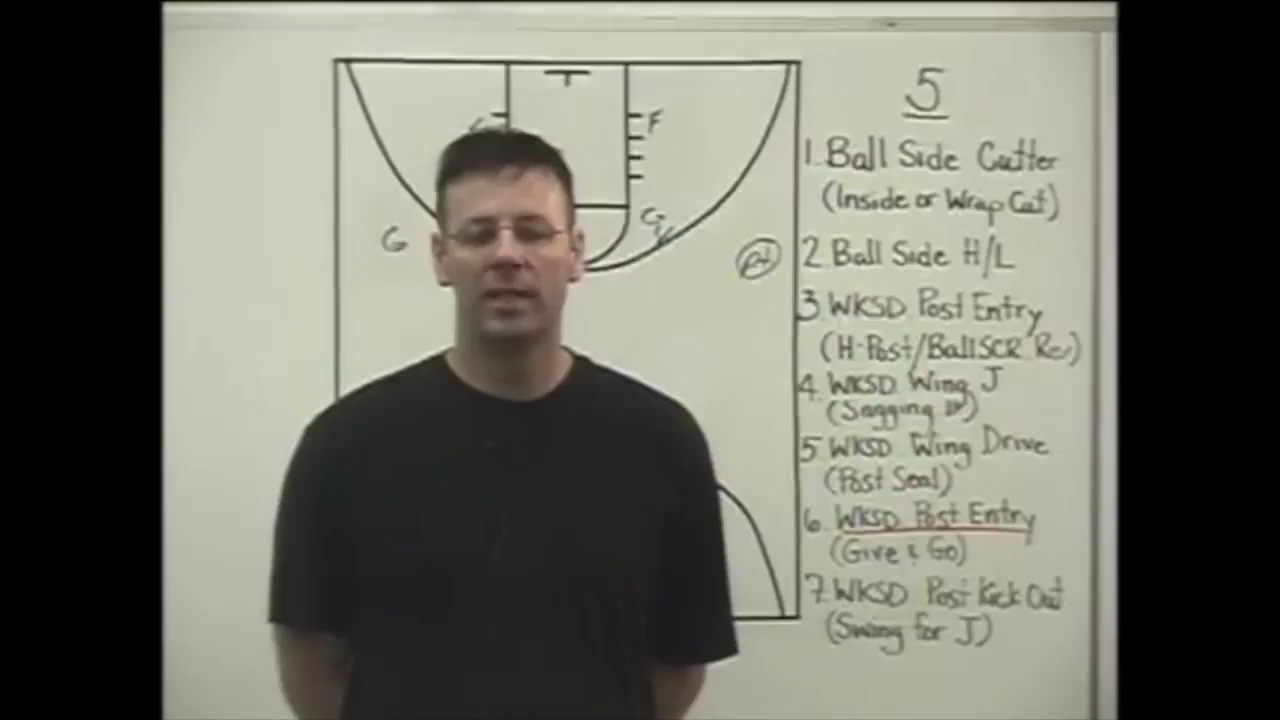 5
1. Ball Side Cutter
(Inside or Wrap Cut)
2. Ball Side H/L
3. WKSD. Post Entry
(H-Post/Ball SCR Rev)
4. WKSD. Wing J
(Sagging
5. WKSD Wing Drive
(Post Seal)
6. WKSD. Post Entry
(Give & Go)
7. WKSD Post Kick Out
(Swing for J)
F
G
G